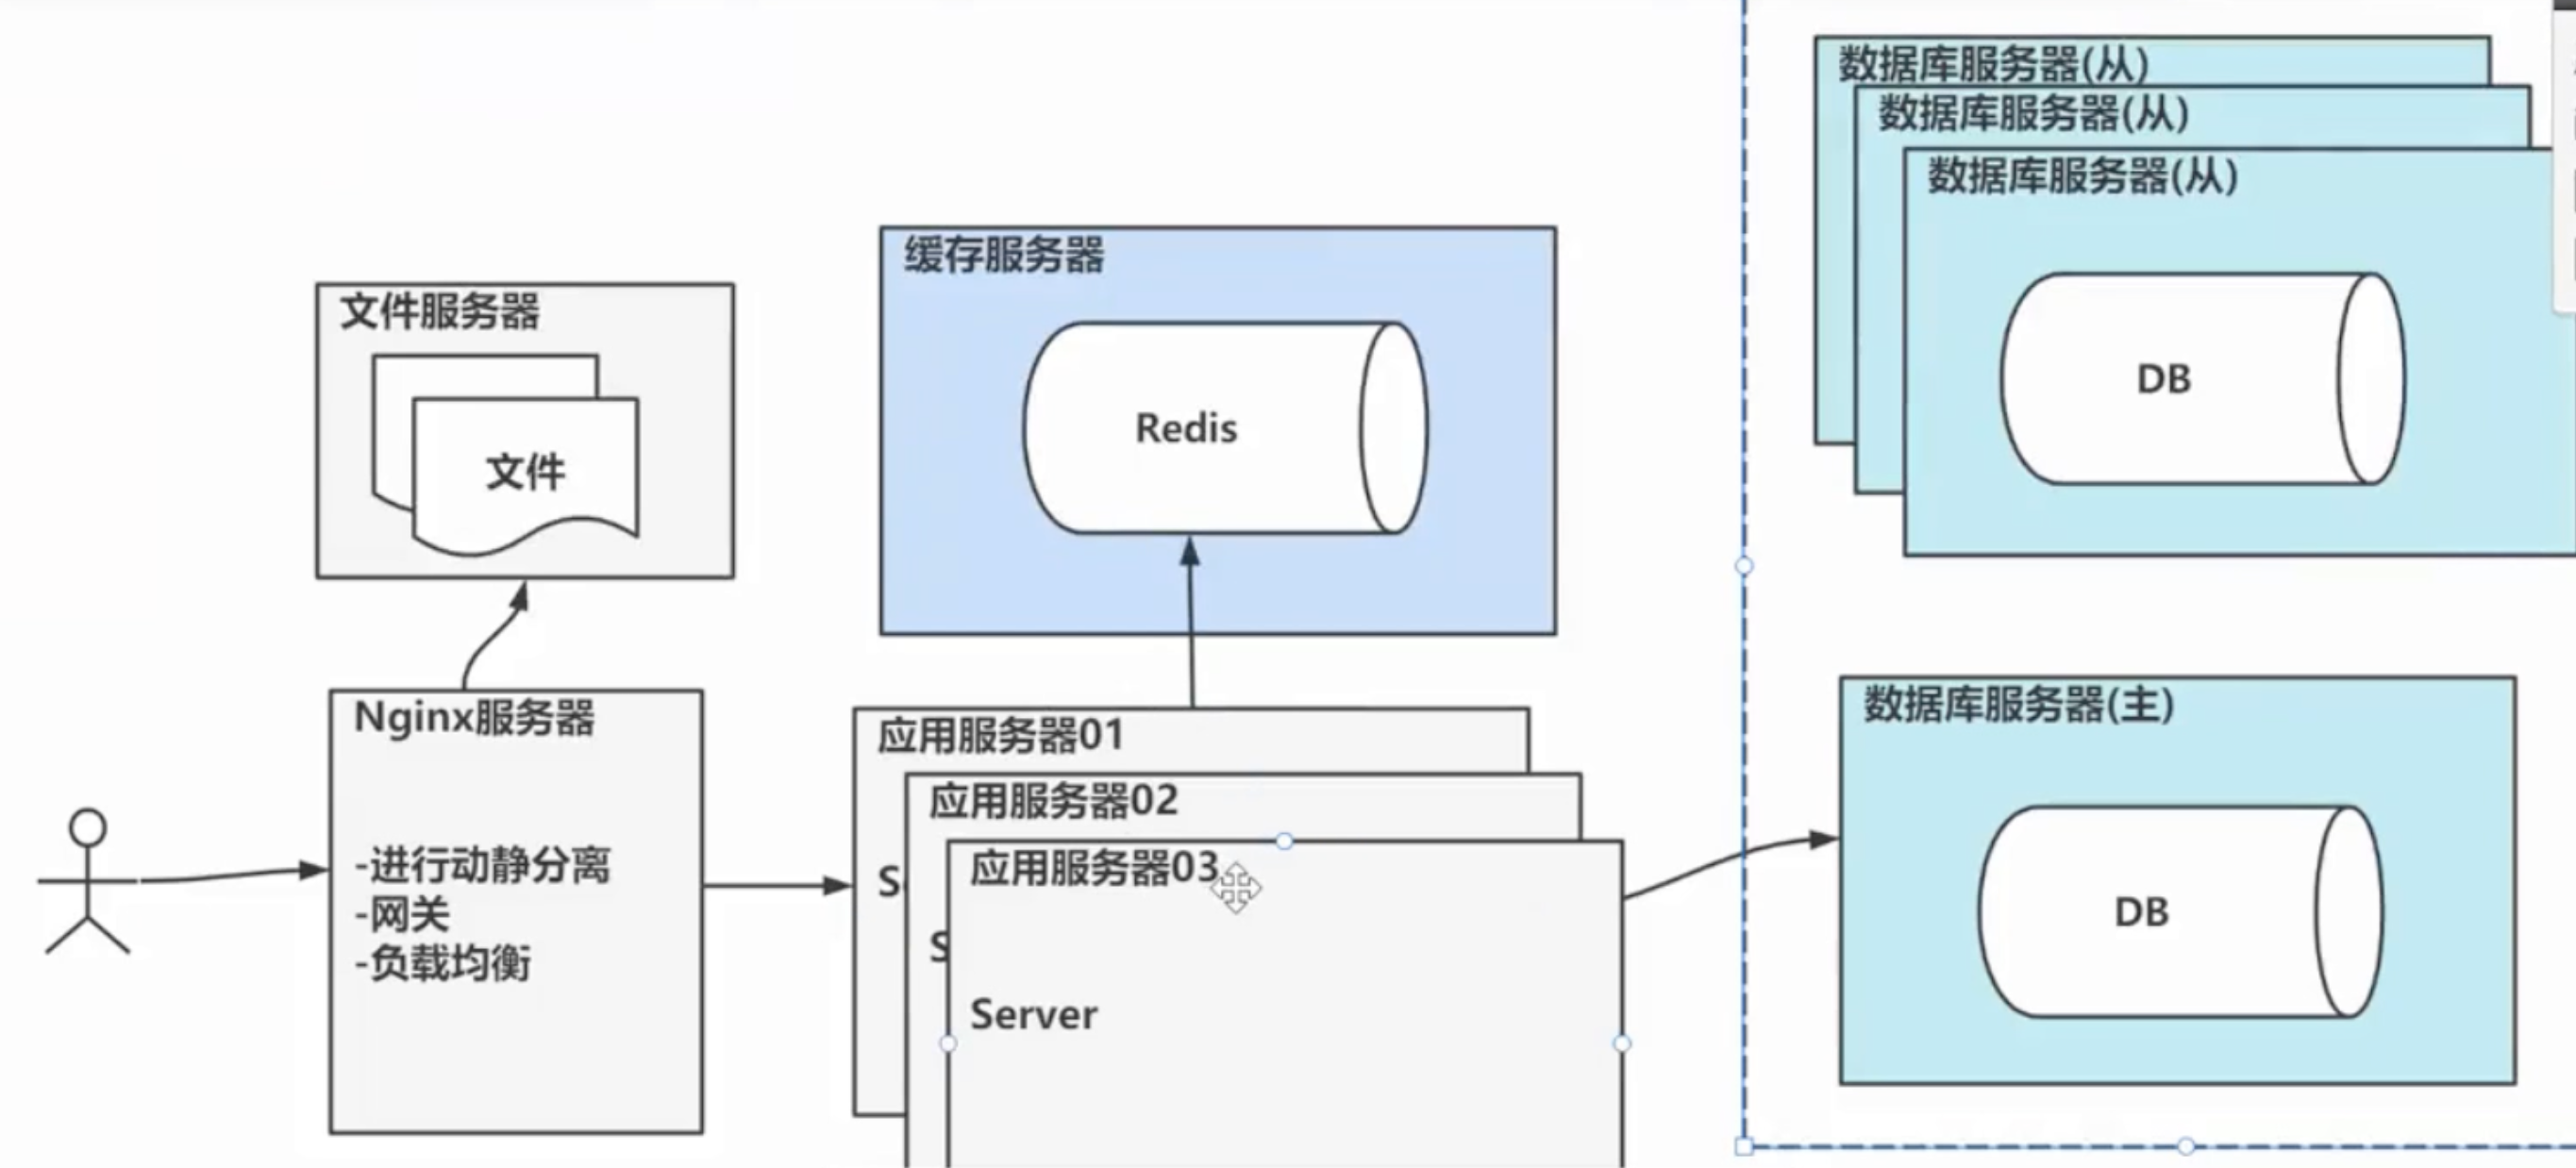 数据库服务器(从)
数据库服务器(从)
数据库服务器(从)
DB
缓存服务器
Redis
文件服务器
文件
Nginx服务器
-进行动静分离
-网关
-负载均衡
应用服务器01
S
应用服务器02
S
应用服务器03
Server
数据库服务器(主)
DB